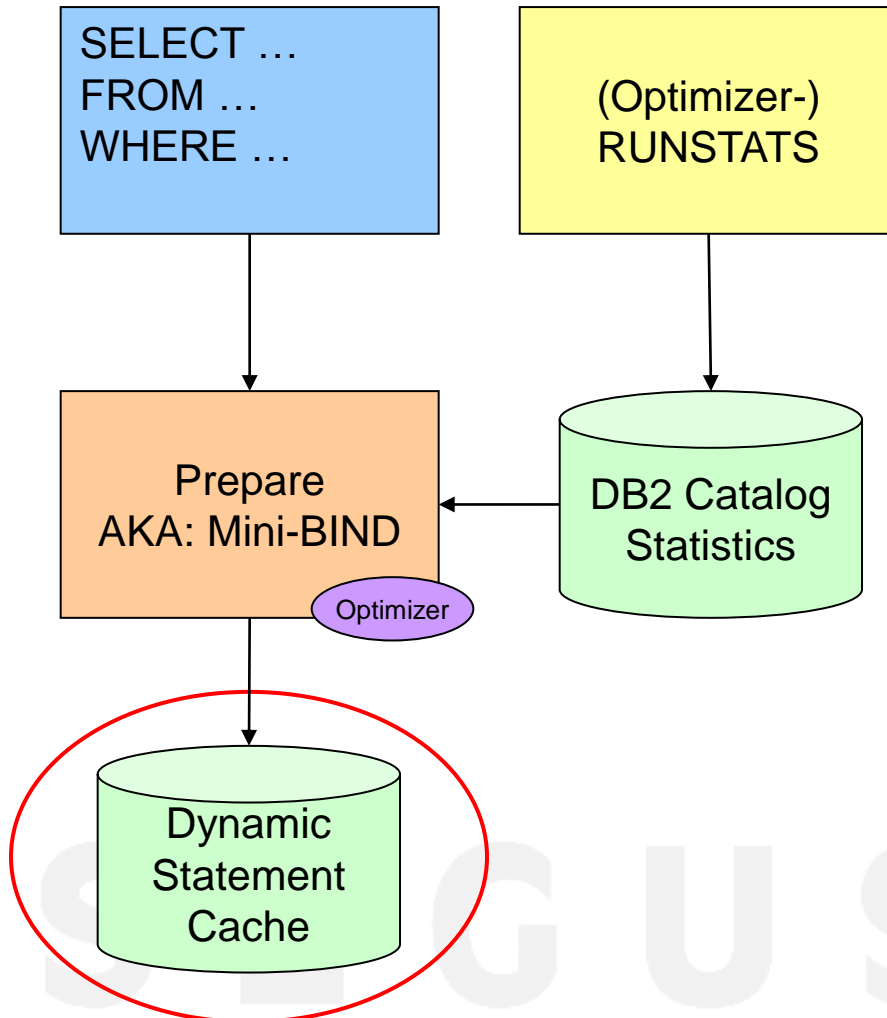 SELECT …
FROM …
WHERE …
(Optimizer-)
RUNSTATS
Prepare
AKA: Mini-BIND
DB2 Catalog
Statistics
Optimizer
Dynamic
Statement
Cache
S E G U S